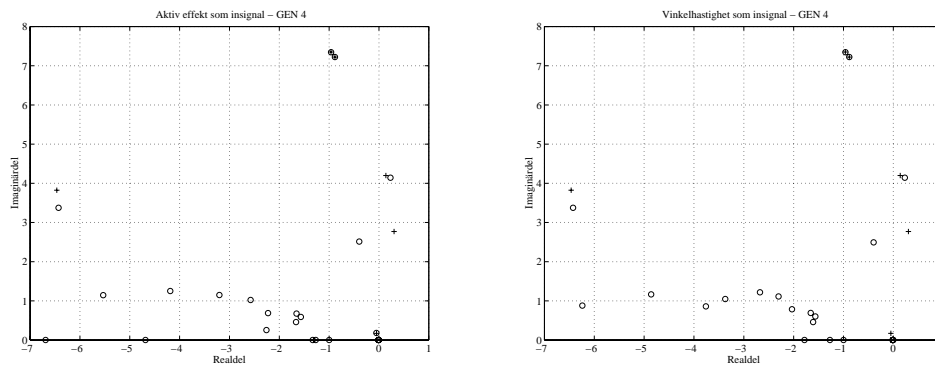 Aktiv effekt som insignal – GEN 4
8
7
6
5
4
3
2
1
0
Imaginärdel
−7 −6 −5 −4 −3 −2 −1 0 1
Realdel
Vinkelhastighet som insignal – GEN 4
8
7
6
5
4
3
2
1
0
Imaginärdel
−7 −6 −5 −4 −3 −2 −1 0
Realdel